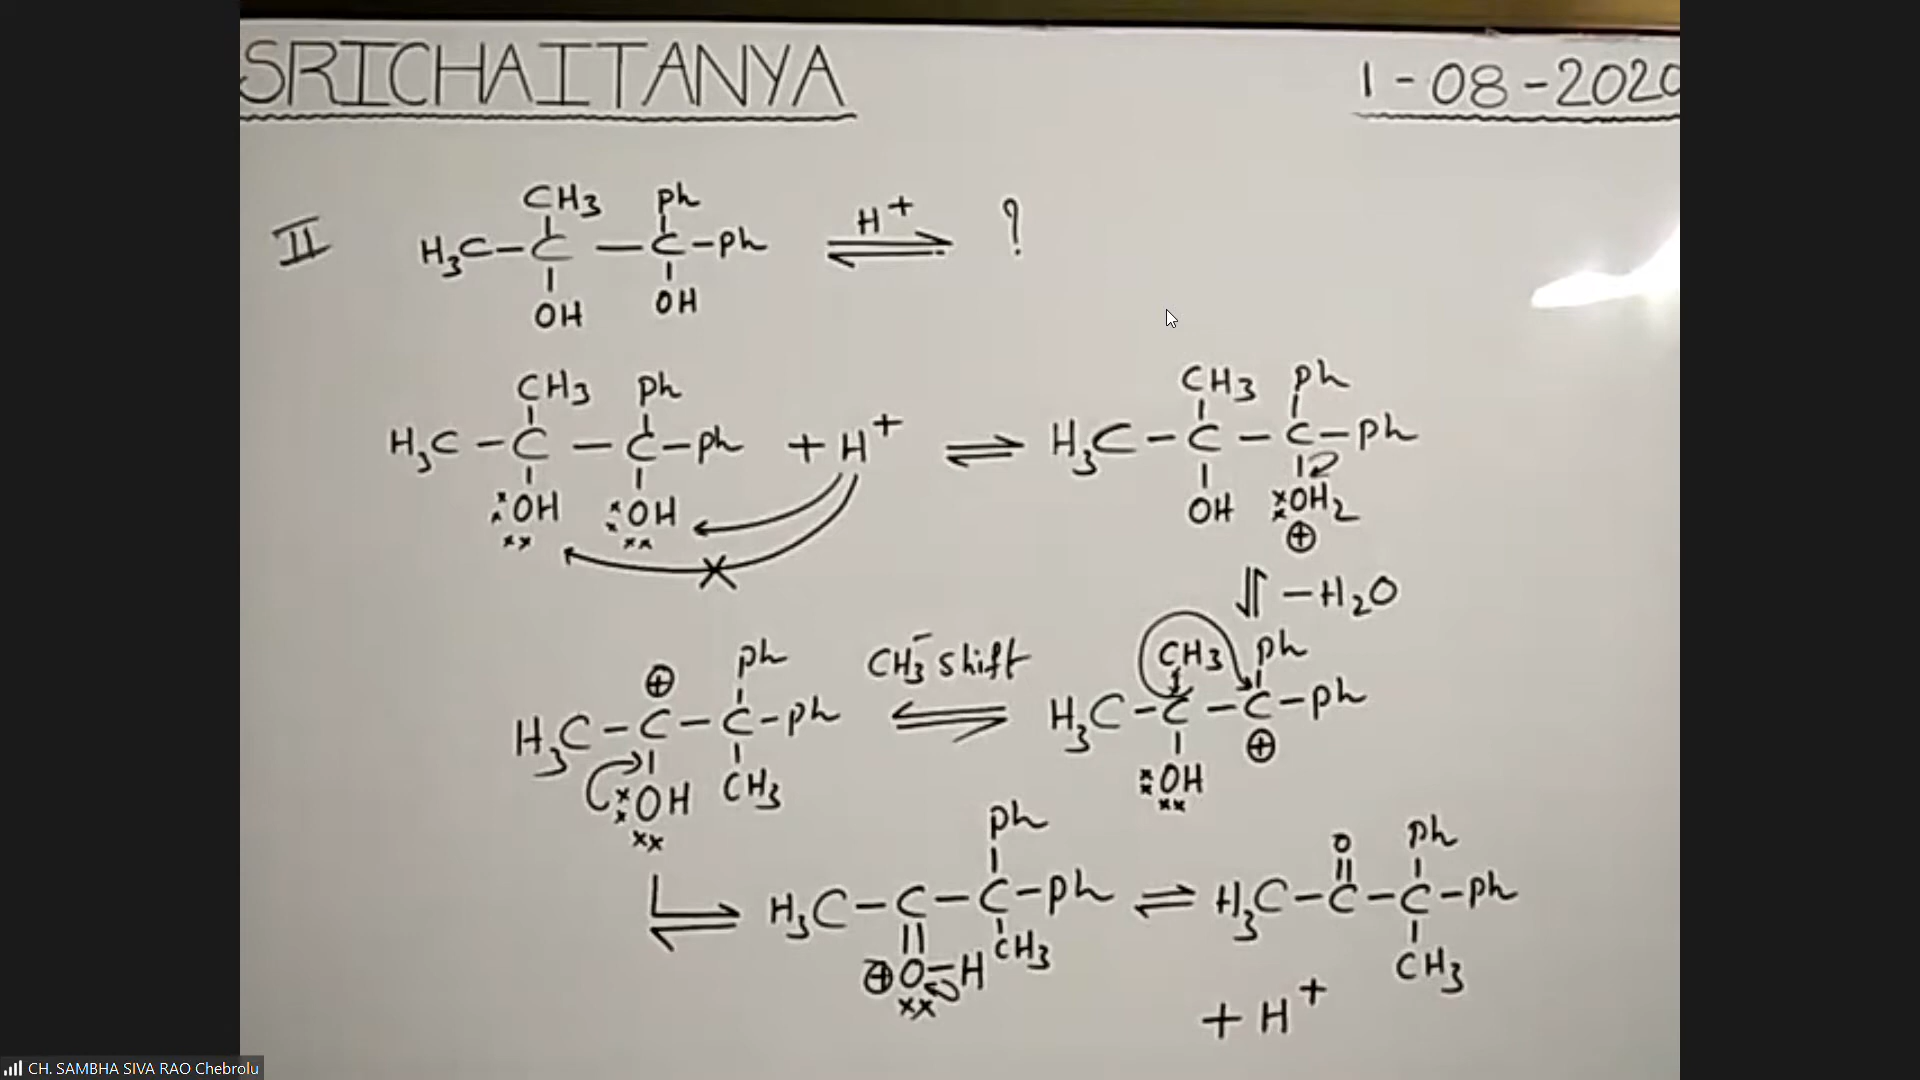 SRICHAITANYA
1-08-2020
II
CH3 Ph
H3C-C-C-Ph H+ ⇌ ?
OH OH
CH3 Ph
H3C-C-C-Ph + H+ ⇌
OH OH
CH3 Ph
H3C-C-C-Ph
OH OH2
⊕
⇌ -H2O
CH3 Ph
H3C-C-C-Ph
⊕
OH
CH3⁻ shift
⊕ Ph
H3C-C-C-Ph
OH CH3
Ph
H3C-C-C-Ph
⊕O-H CH3
⇌
O Ph
H3C-C-C-Ph
CH3
+ H+
CH. SAMBHA SIVA RAO Chebrolu